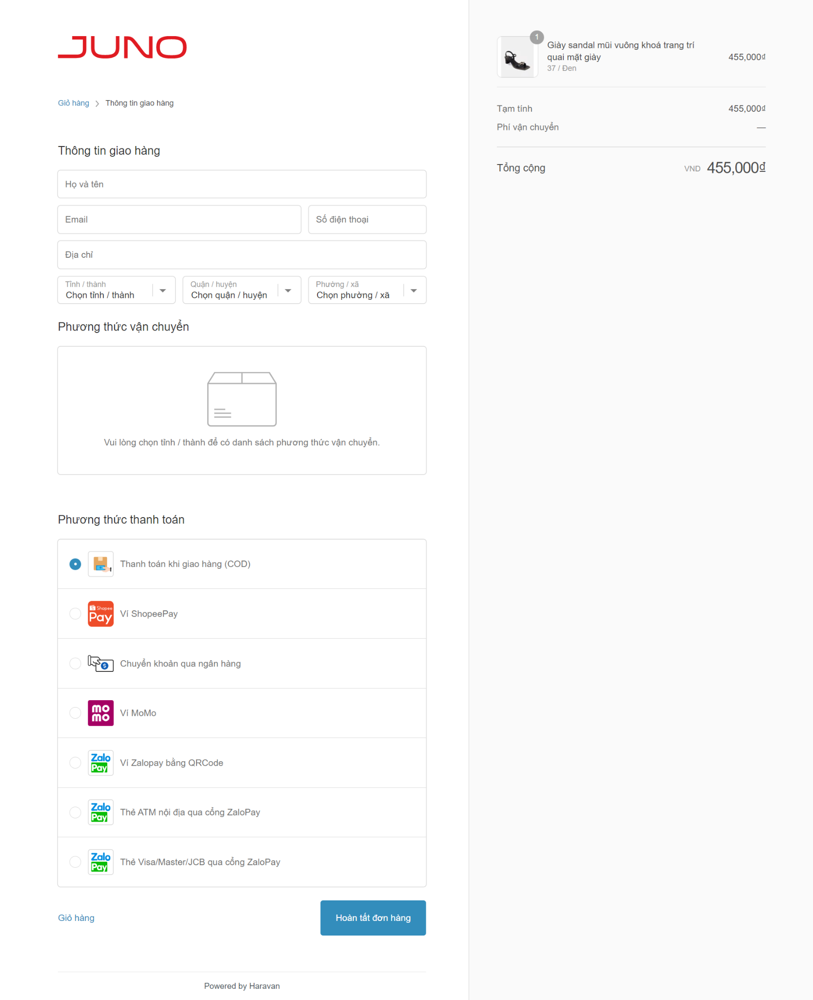 JUNO
Giỏ hàng
Thông tin giao hàng
Thông tin giao hàng
Họ và tên
Email
Số điện thoại
Địa chỉ
Tỉnh / thành
Chọn tỉnh / thành
Quận / huyện
Chọn quận / huyện
Phường / xã
Chọn phường / xã
Phương thức vận chuyển
Vui lòng chọn tỉnh / thành để có danh sách phương thức vận chuyển.
Phương thức thanh toán
Thanh toán khi giao hàng (COD)
S Shopee
Pay
Ví ShopeePay
$
Chuyển khoản qua ngân hàng
mo
mo
Ví MoMo
Zalo
Pay
Ví Zalopay bằng QRCode
Zalo
Pay
Thẻ ATM nội địa qua cổng ZaloPay
Zalo
Pay
Thẻ Visa/Master/JCB qua cổng ZaloPay
Giỏ hàng
Hoàn tất đơn hàng
Powered by Haravan
1
Giày sandal mũi vuông khoá trang trí
quai mặt giày
37 / Đen
455,000₫
Tạm tính
455,000₫
Phí vận chuyển
—
Tổng cộng
VND 455,000₫